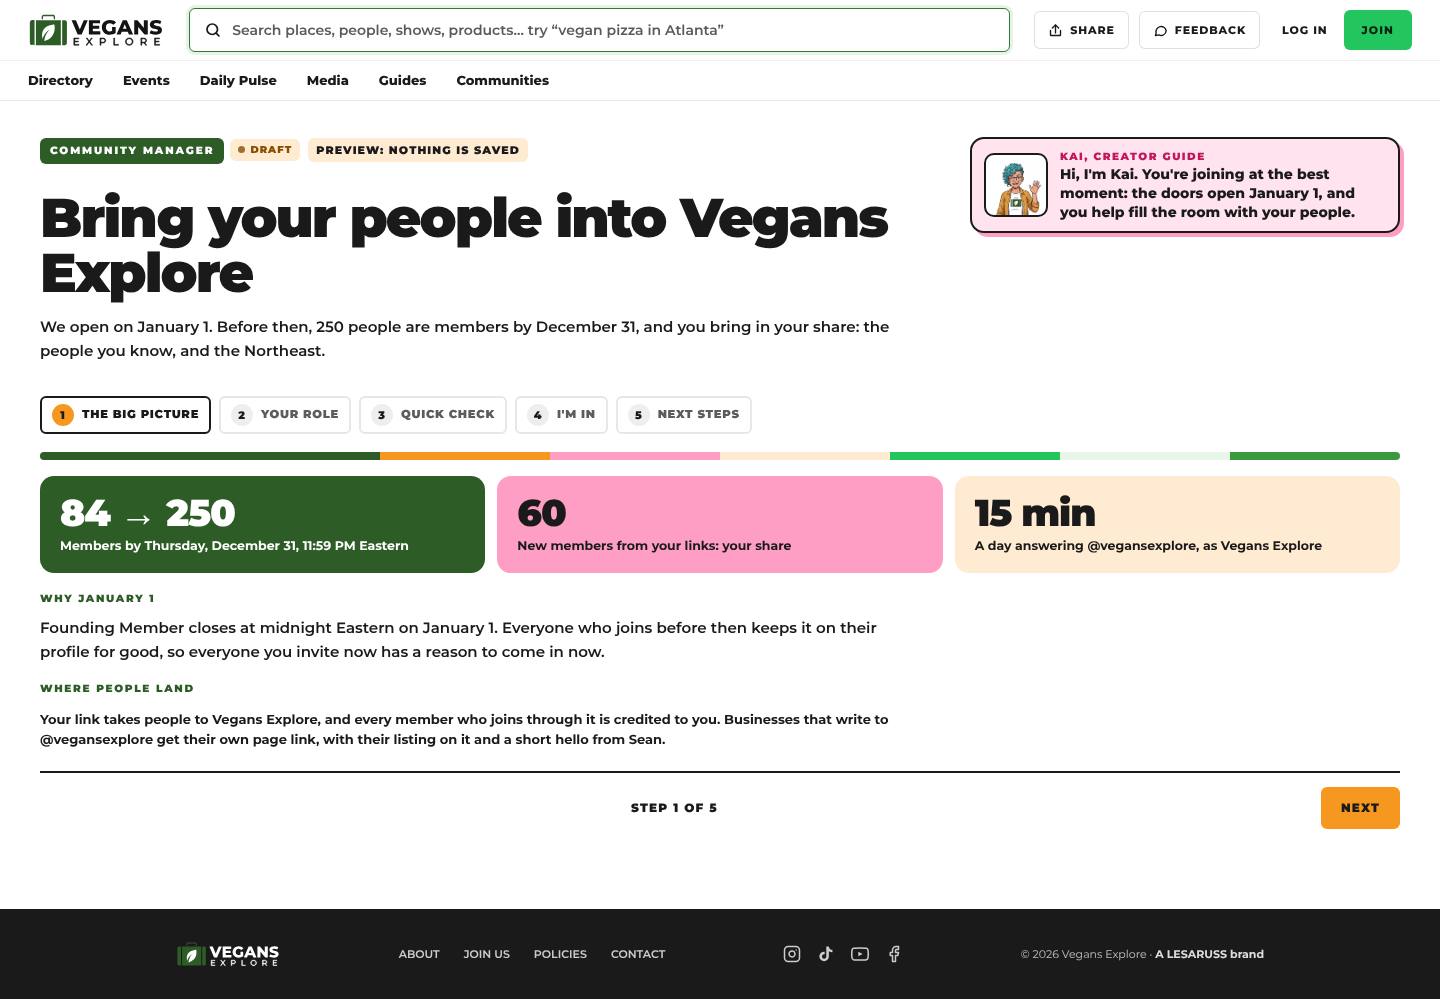 VEGANS
EXPLORE
Search places, people, shows, products... try “vegan pizza in Atlanta”
SHARE
FEEDBACK
LOG IN
JOIN
Directory
Events
Daily Pulse
Media
Guides
Communities
COMMUNITY MANAGER
DRAFT
PREVIEW: NOTHING IS SAVED
Bring your people into Vegans
Explore
We open on January 1. Before then, 250 people are members by December 31, and you bring in your share: the
people you know, and the Northeast.
KAI, CREATOR GUIDE
Hi, I'm Kai. You're joining at the best
moment: the doors open January 1, and
you help fill the room with your people.
1 THE BIG PICTURE
2 YOUR ROLE
3 QUICK CHECK
4 I'M IN
5 NEXT STEPS
84 → 250
Members by Thursday, December 31, 11:59 PM Eastern
60
New members from your links: your share
15 min
A day answering @vegansexplore, as Vegans Explore
WHY JANUARY 1
Founding Member closes at midnight Eastern on January 1. Everyone who joins before then keeps it on their
profile for good, so everyone you invite now has a reason to come in now.
WHERE PEOPLE LAND
Your link takes people to Vegans Explore, and every member who joins through it is credited to you. Businesses that write to
@vegansexplore get their own page link, with their listing on it and a short hello from Sean.
STEP 1 OF 5
NEXT
VEGANS
EXPLORE
ABOUT
JOIN US
POLICIES
CONTACT
© 2026 Vegans Explore · A LESARUSS brand